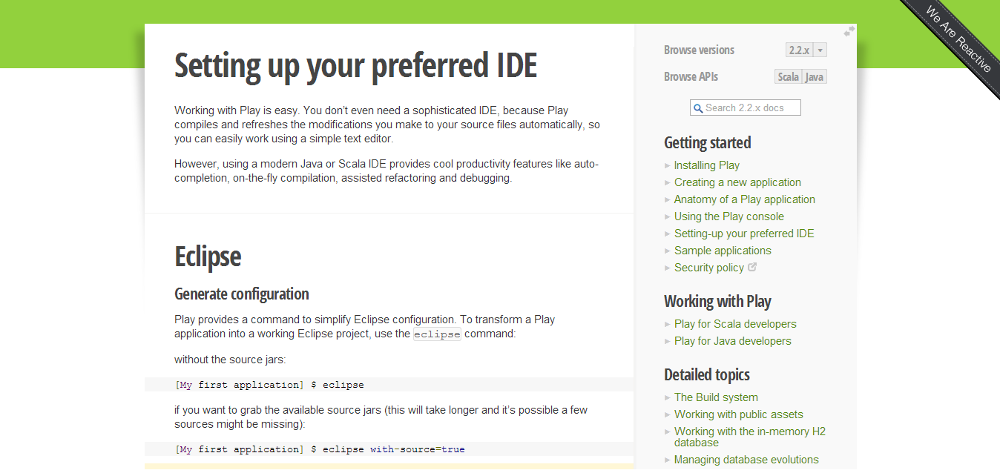 We Are Reactive
Setting up your preferred IDE
Working with Play is easy. You don’t even need a sophisticated IDE, because Play
compiles and refreshes the modifications you make to your source files automatically, so
you can easily work using a simple text editor.
However, using a modern Java or Scala IDE provides cool productivity features like auto-
completion, on-the-fly compilation, assisted refactoring and debugging.
Eclipse
Generate configuration
Play provides a command to simplify Eclipse configuration. To transform a Play
application into a working Eclipse project, use the eclipse command:
without the source jars:
[My first application] $ eclipse
if you want to grab the available source jars (this will take longer and it’s possible a few
sources might be missing):
[My first application] $ eclipse with-source=true
Browse versions 2.2.x
Browse APIs Scala Java
Search 2.2.x docs
Getting started
Installing Play
Creating a new application
Anatomy of a Play application
Using the Play console
Setting-up your preferred IDE
Sample applications
Security policy
Working with Play
Play for Scala developers
Play for Java developers
Detailed topics
The Build system
Working with public assets
Working with the in-memory H2
database
Managing database evolutions